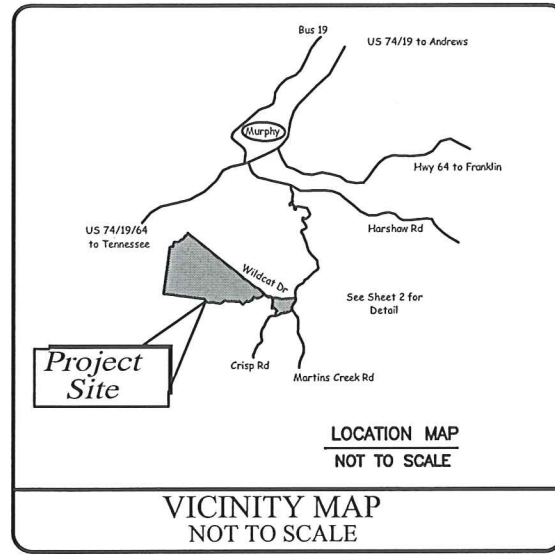 Bus 19
US 74/19 to Andrews
Murphy
Hwy 64 to Franklin
US 74/19/64
to Tennessee
Harshaw Rd
Wildcat Dr
See Sheet 2 for
Detail
Project
Site
Crisp Rd
Martins Creek Rd
LOCATION MAP
NOT TO SCALE
VICINITY MAP
NOT TO SCALE